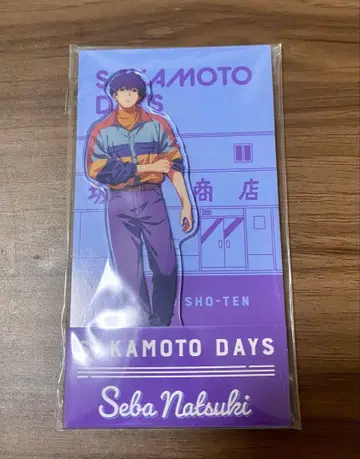 SAKAMOTO
DAYS
坂 商店
SHO-TEN
SAKAMOTO DAYS
Seba Natsuki